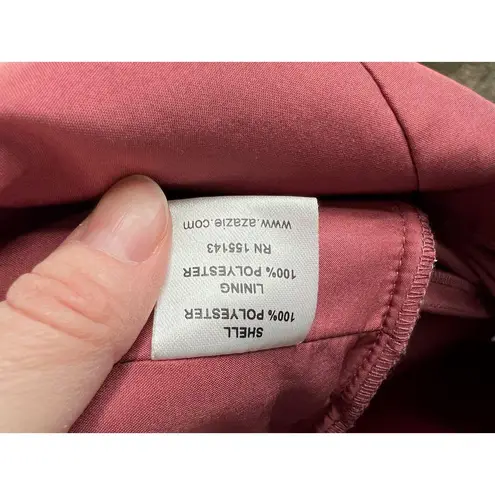 SHELL
100% POLYESTER
LINING
100% POLYESTER
RN 155143
www.azazie.com